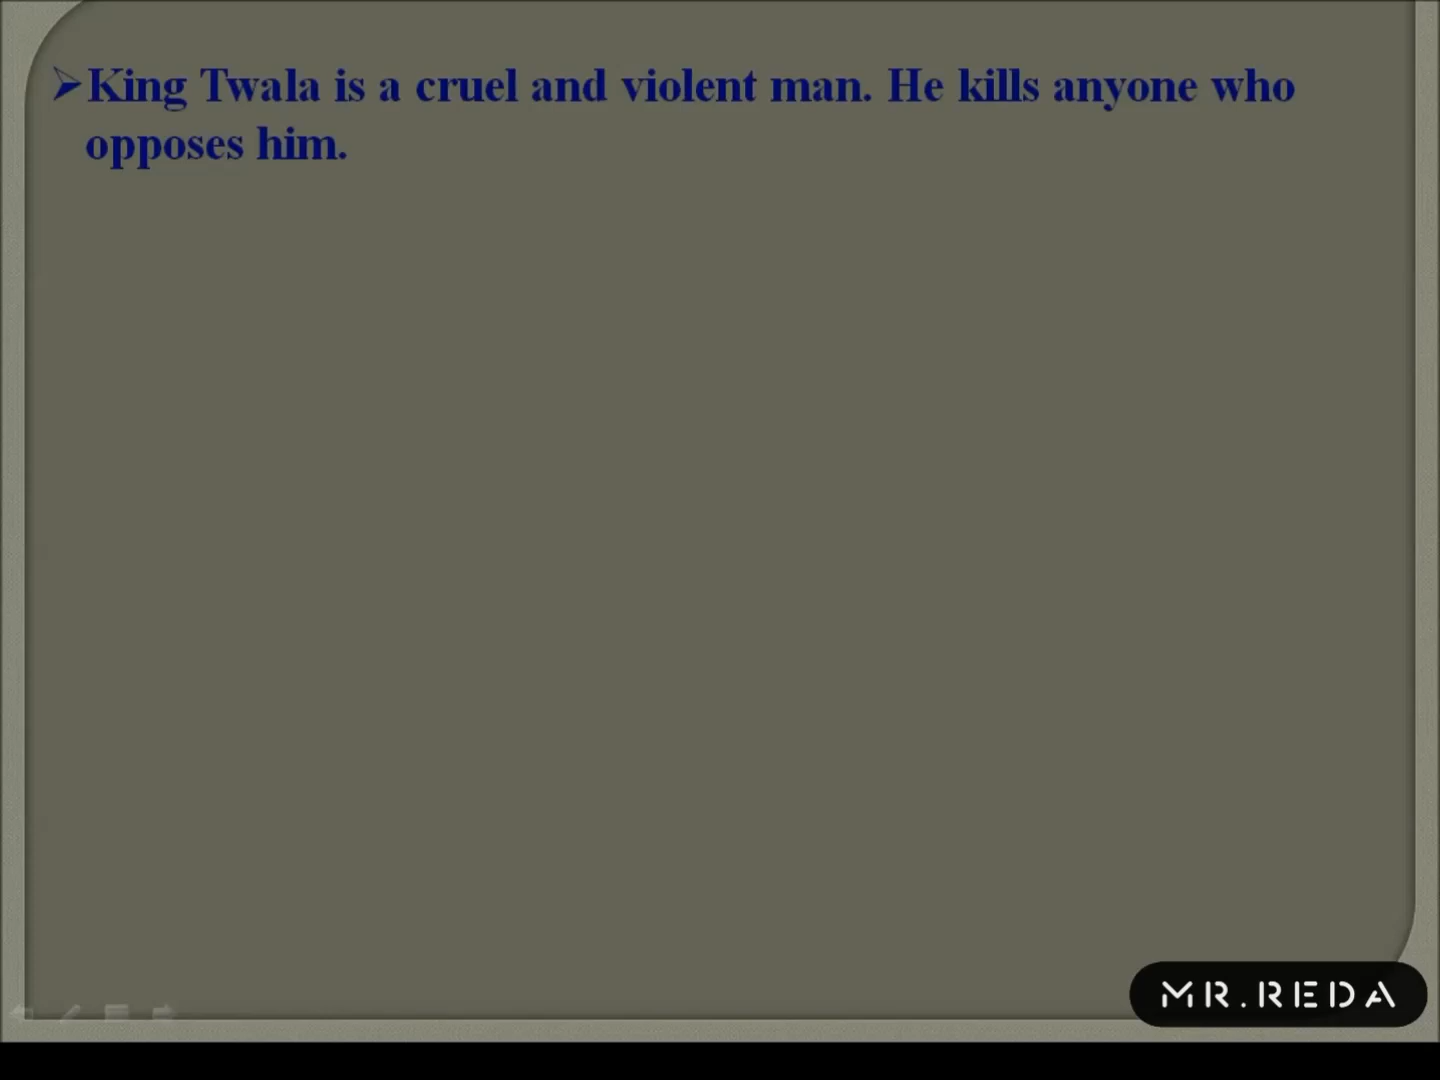 ➢King Twala is a cruel and violent man. He kills anyone who
opposes him.
MR.REDA